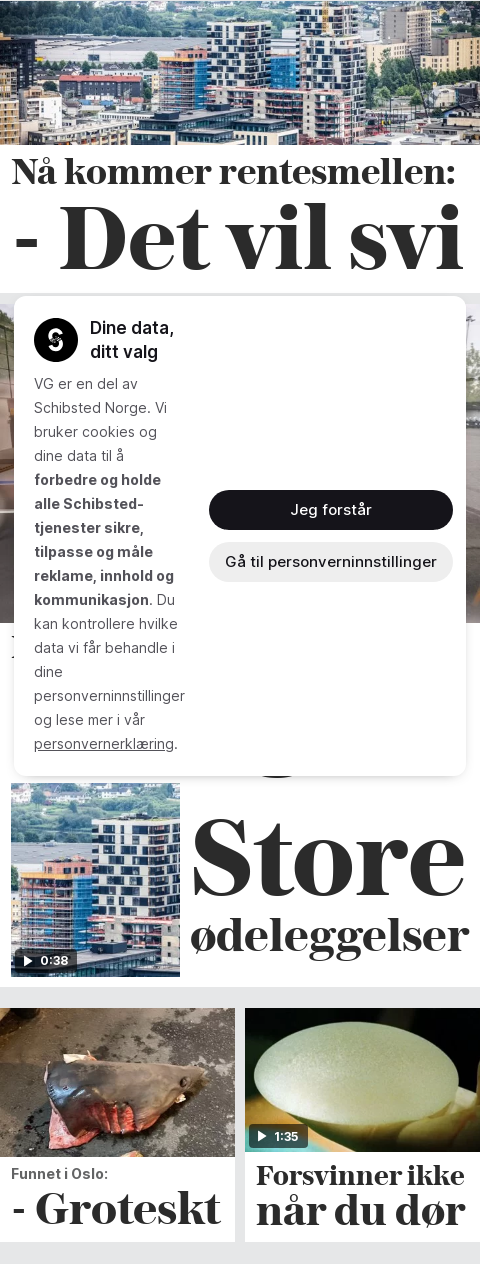 Nå kommer rentesmellen:
- Det vil svi
Dine data,
ditt valg
VG er en del av
Schibsted Norge. Vi
bruker cookies og
dine data til å
forbedre og holde
alle Schibsted-
tjenester sikre,
tilpasse og måle
reklame, innhold og
kommunikasjon. Du
kan kontrollere hvilke
data vi får behandle i
dine
personverninnstillinger
og lese mer i vår
personvernerklæring.
Jeg forstår
Gå til personverninnstillinger
0:38
Store
ødeleggelser
Funnet i Oslo:
- Groteskt
1:35
Forsvinner ikke
når du dør